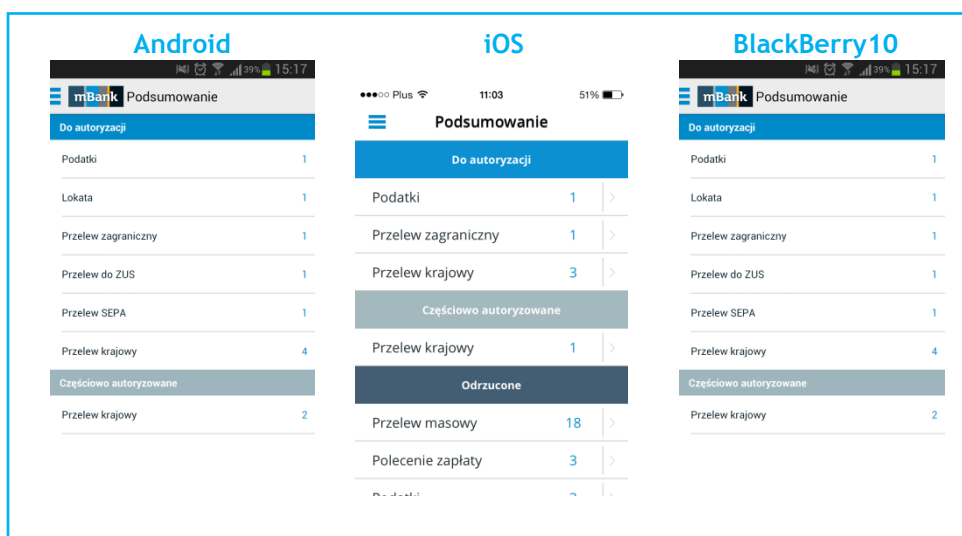 Android
39% 15:17
mBank Podsumowanie
Do autoryzacji
Podatki 1
Lokata 1
Przelew zagraniczny 1
Przelew do ZUS 1
Przelew SEPA 1
Przelew krajowy 4
Częściowo autoryzowane
Przelew krajowy 2
iOS
Plus 11:03 51%
Podsumowanie
Do autoryzacji
Podatki 1
Przelew zagraniczny 1
Przelew krajowy 3
Częściowo autoryzowane
Przelew krajowy 1
Odrzucone
Przelew masowy 18
Polecenie zapłaty 3
BlackBerry10
39% 15:17
mBank Podsumowanie
Do autoryzacji
Podatki 1
Lokata 1
Przelew zagraniczny 1
Przelew do ZUS 1
Przelew SEPA 1
Przelew krajowy 4
Częściowo autoryzowane
Przelew krajowy 2